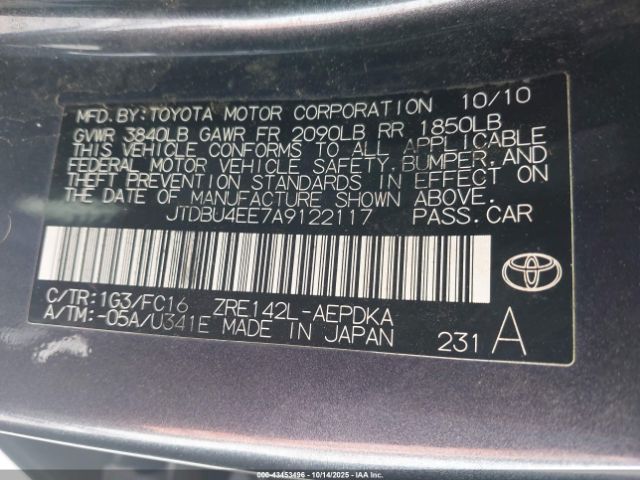 MFD.BY:TOYOTA MOTOR CORPORATION 10/10
GVWR 3840LB GAWR FR 2090LB RR 1850LB
THIS VEHICLE CONFORMS TO ALL APPLICABLE
FEDERAL MOTOR VEHICLE SAFETY,BUMPER,AND
THEFT PREVENTION STANDARDS IN EFFECT ON
THE DATE OF MANUFACTURE SHOWN ABOVE.
JTDBU4EE7A9122117 PASS.CAR
C/TR:1G3/FC16 ZRE142L-AEPDKA
A/TM:-05A/U341E MADE IN JAPAN 231 A
IAA 00 - 43453496 | 10/14/2025 - IAAI.COM